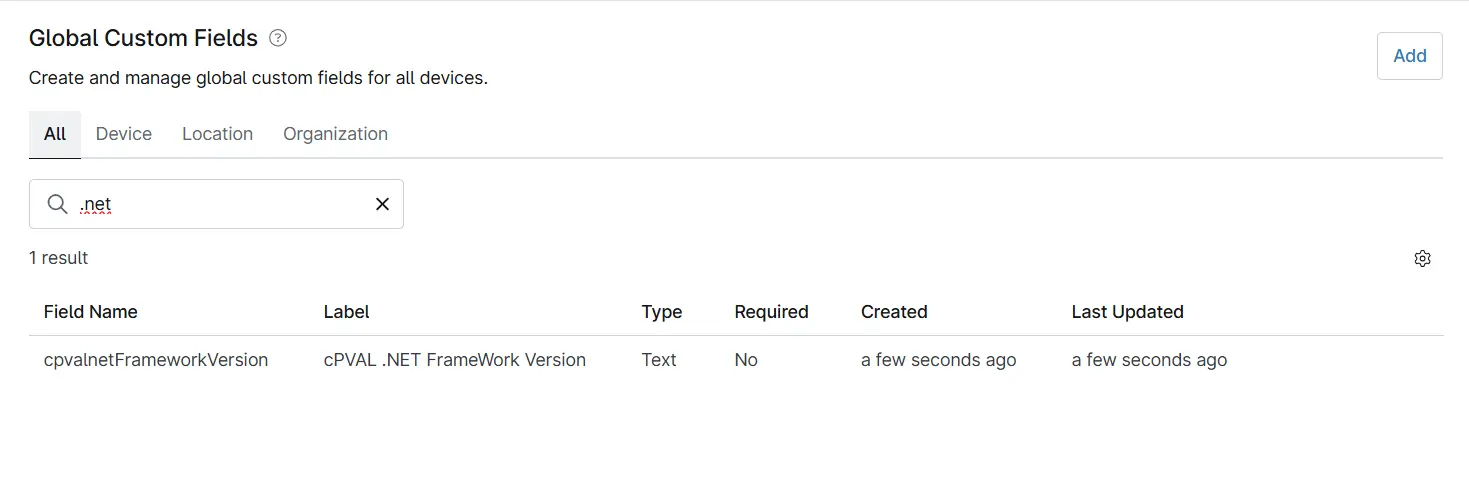 Global Custom Fields ?
Add
Create and manage global custom fields for all devices.
All Device Location Organization
.net
1 result
Field Name Label Type Required Created Last Updated
cpvalnetFrameworkVersion cPVAL .NET FrameWork Version Text No a few seconds ago a few seconds ago